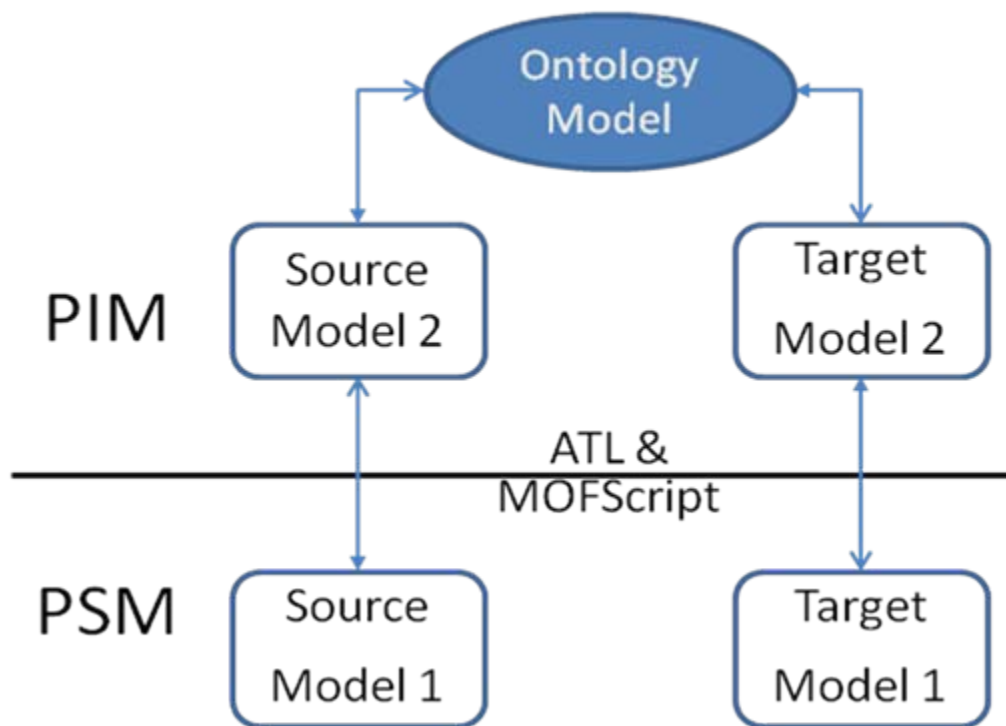 Ontology
Model
Source
Model 2
Target
Model 2
PIM
ATL &
MOFScript
PSM
Source
Model 1
Target
Model 1